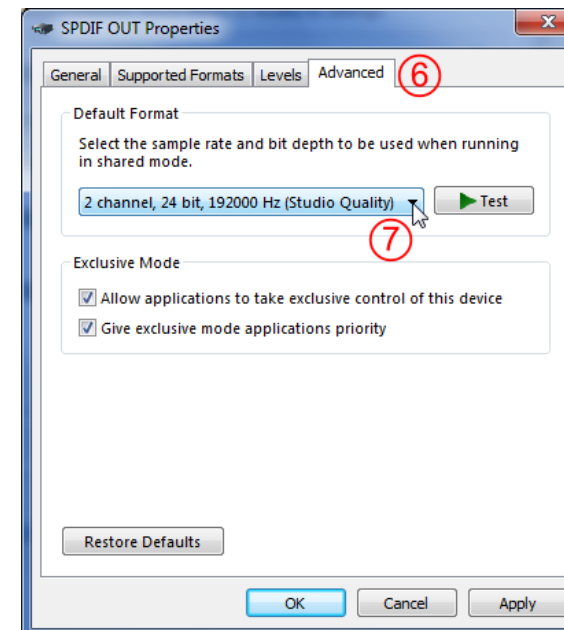 SPDIF OUT Properties
X
General Supported Formats Levels Advanced ⑥
Default Format
Select the sample rate and bit depth to be used when running
in shared mode.
2 channel, 24 bit, 192000 Hz (Studio Quality) Test
⑦
Exclusive Mode
Allow applications to take exclusive control of this device
Give exclusive mode applications priority
Restore Defaults
OK Cancel Apply